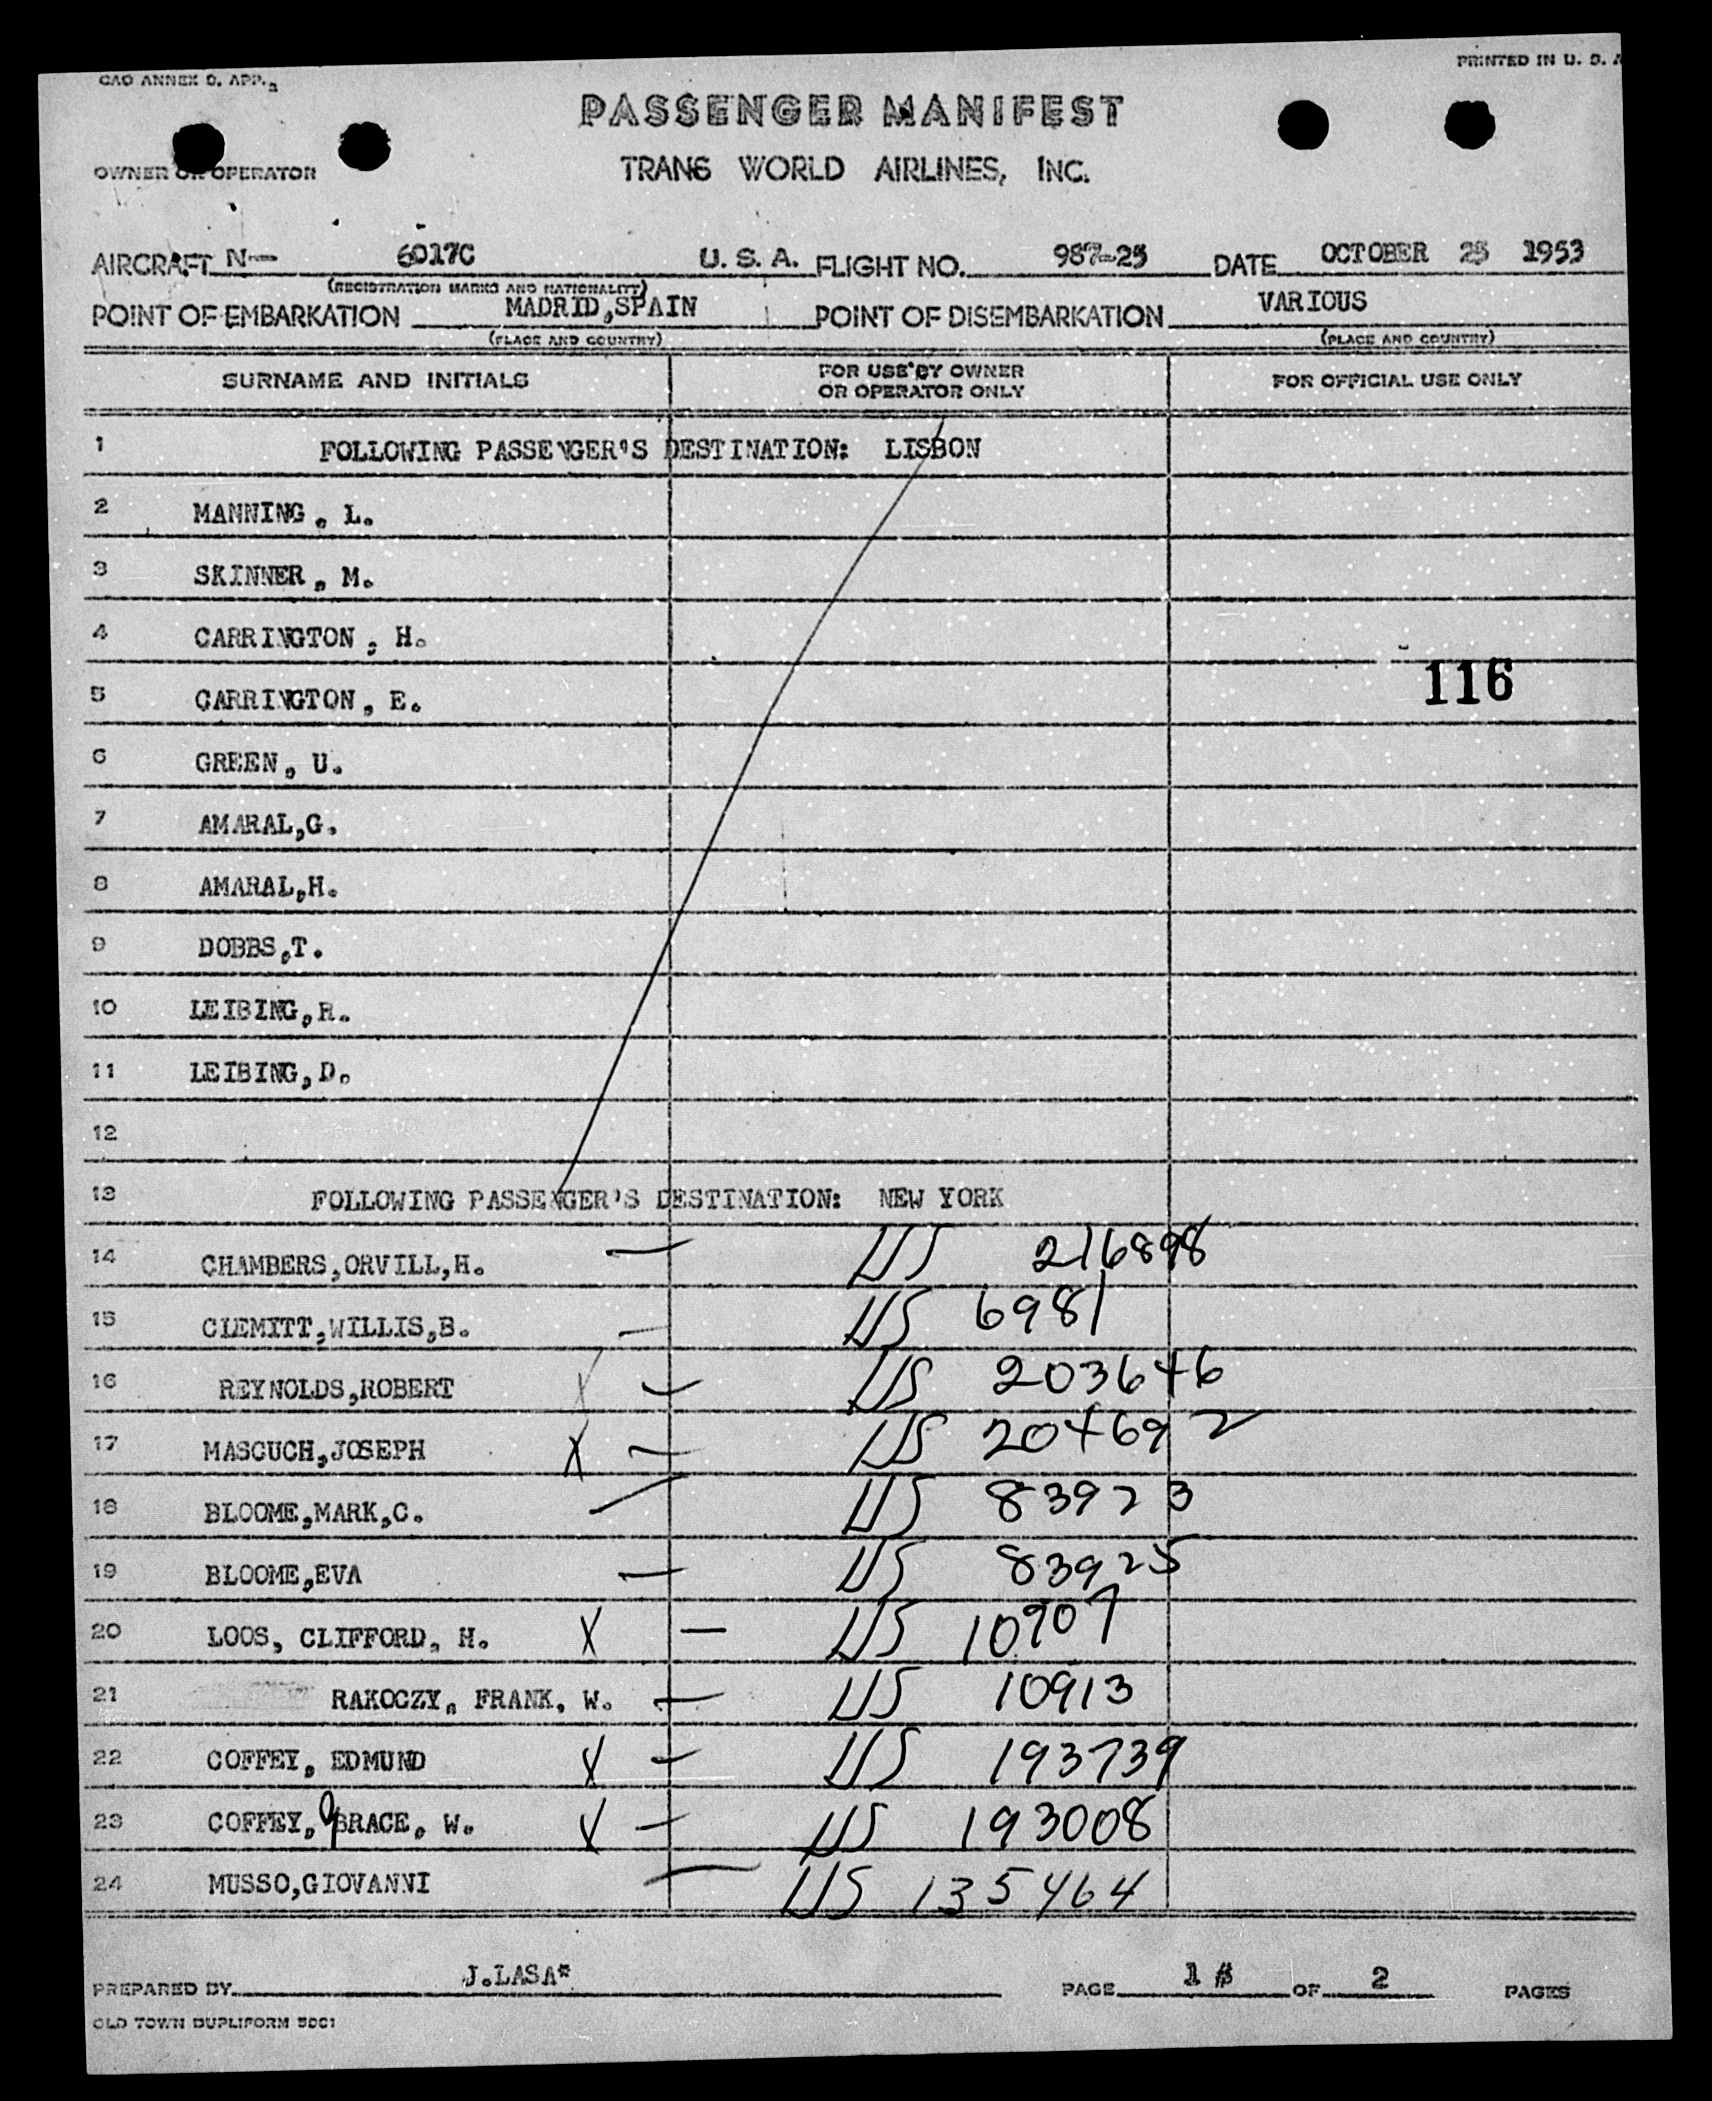 CAO ANNEX D. APP. 2
PRINTED IN U. S. A
PASSENGER MANIFEST
OWNER OR OPERATOR
TRANS WORLD AIRLINES, INC.
AIRCRAFT N— 6017C U. S. A. FLIGHT NO. 987-25 DATE OCTOBER 25 1953
(REGISTRATION MARKS AND NATIONALITY)
POINT OF EMBARKATION MADRID,SPAIN POINT OF DISEMBARKATION VARIOUS
(PLACE AND COUNTRY) (PLACE AND COUNTRY)
SURNAME AND INITIALS FOR USE BY OWNER OR OPERATOR ONLY FOR OFFICIAL USE ONLY
1 FOLLOWING PASSENGER'S DESTINATION: LISBON
2 MANNING, L.
3 SKINNER, M.
4 CARRINGTON, H.
116
5 CARRINGTON, E.
6 GREEN, U.
7 AMARAL,G.
8 AMARAL,H.
9 DOBBS,T.
10 LEIBING,R.
11 LEIBING,D.
12
13 FOLLOWING PASSENGER'S DESTINATION: NEW YORK
14 CHAMBERS,ORVILL,H. — US 216898
15 CLEMITT,WILLIS,B. — US 6981
16 REYNOLDS,ROBERT X — US 203646
17 MASCUCH,JOSEPH X — US 204692
18 BLOOME,MARK,C. — US 83923
19 BLOOME,EVA — US 83925
20 LOOS, CLIFFORD, H. X — US 10907
21 RAKOCZY, FRANK, W. — US 10913
22 COFFEY, EDMUND X — US 193739
23 COFFEY, GRACE, W. X — US 193008
24 MUSSO,GIOVANNI — US 135464
PREPARED BY J.LASA* PAGE 1 OF 2 PAGES
OLD TOWN DUPLIFORM